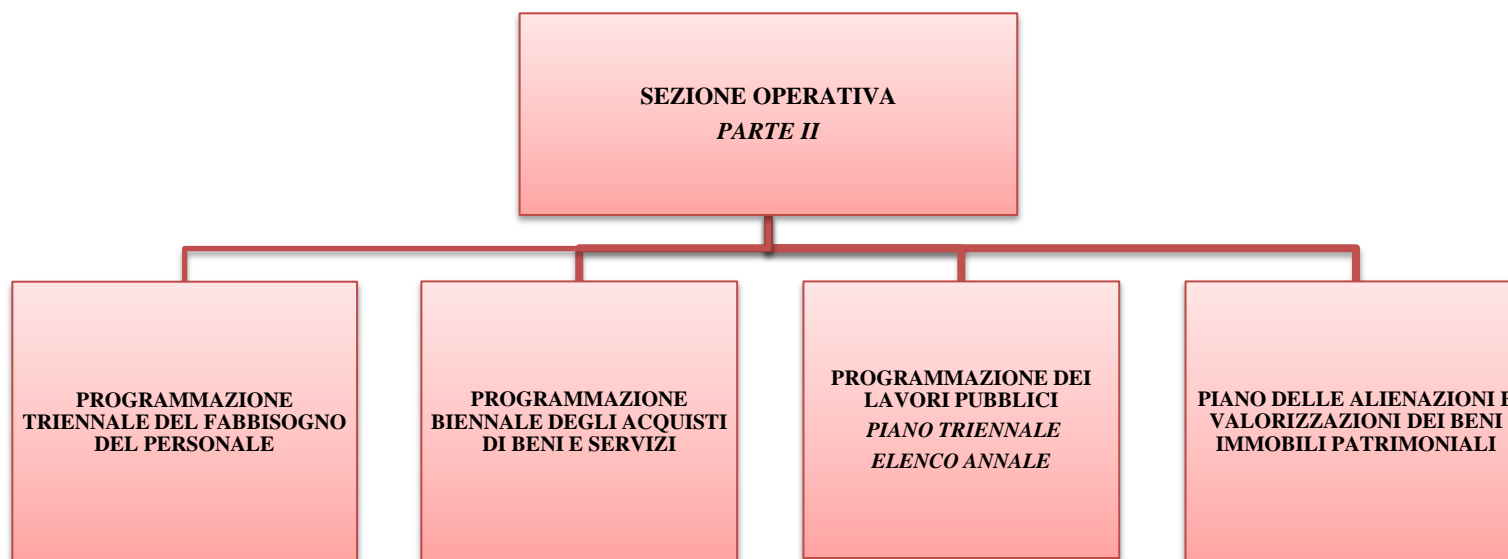 SEZIONE OPERATIVA
PARTE II
PROGRAMMAZIONE
TRIENNALE DEL FABBISOGNO
DEL PERSONALE
PROGRAMMAZIONE
BIENNALE DEGLI ACQUISTI
DI BENI E SERVIZI
PROGRAMMAZIONE DEI
LAVORI PUBBLICI
PIANO TRIENNALE
ELENCO ANNALE
PIANO DELLE ALIENAZIONI E
VALORIZZAZIONI DEI BENI
IMMOBILI PATRIMONIALI